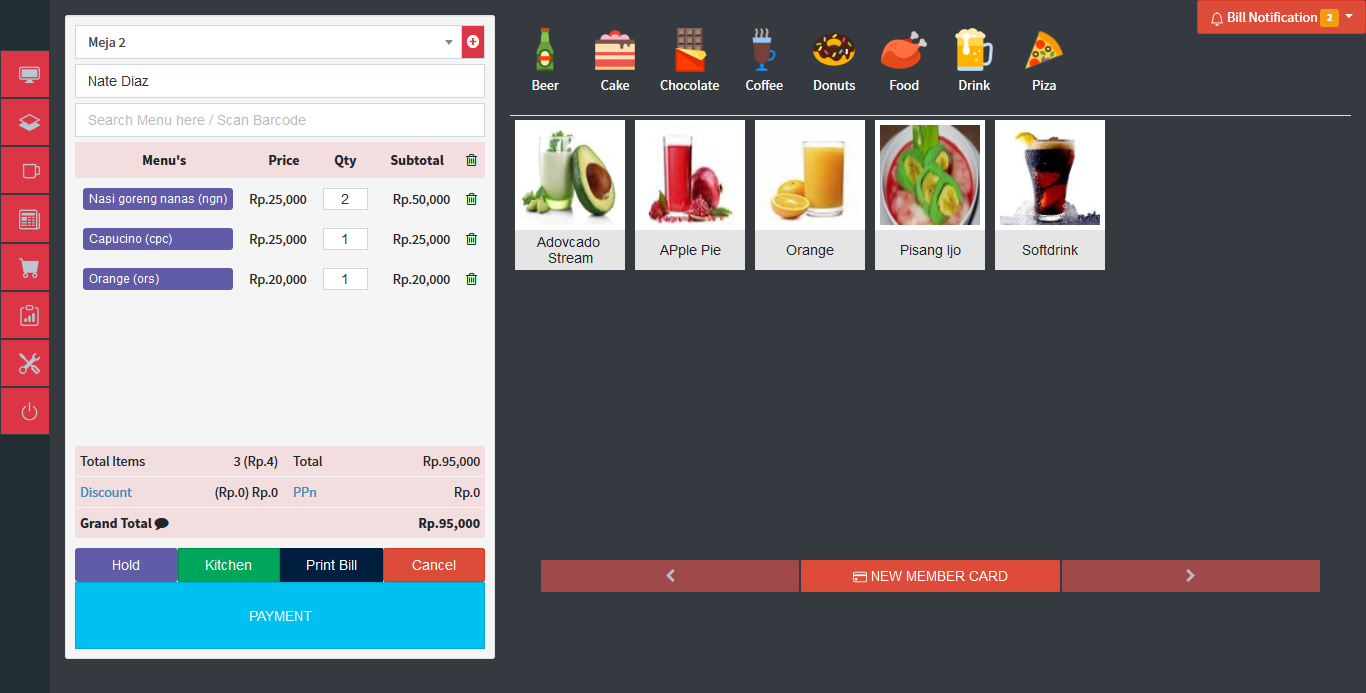 Bill Notification 2
Meja 2
Nate Diaz
Search Menu here / Scan Barcode
Menu's Price Qty Subtotal
Nasi goreng nanas (ngn) Rp.25,000 2 Rp.50,000
Capucino (cpc) Rp.25,000 1 Rp.25,000
Orange (ors) Rp.20,000 1 Rp.20,000
Total Items 3 (Rp.4) Total Rp.95,000
Discount (Rp.0) Rp.0 PPn Rp.0
Grand Total Rp.95,000
Hold Kitchen Print Bill Cancel
PAYMENT
Beer Cake Chocolate Coffee Donuts Food Drink Piza
Adovcado
Stream
APple Pie
Orange
Pisang Ijo
Softdrink
NEW MEMBER CARD